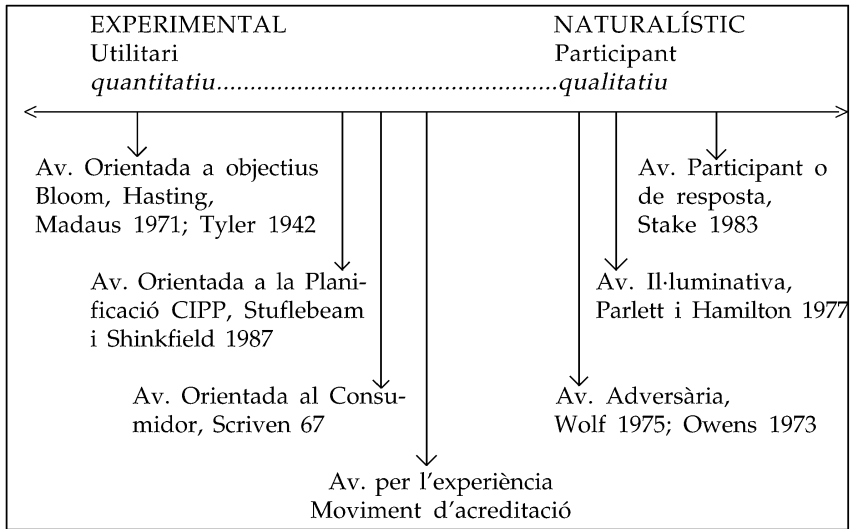 EXPERIMENTAL
Utilitari
quantitatiu...................................................qualitatiu
NATURALÍSTIC
Participant
Av. Orientada a objectius
Bloom, Hasting,
Madaus 1971; Tyler 1942
Av. Participant o
de resposta,
Stake 1983
Av. Orientada a la Plani-
ficació CIPP, Stuflebeam
i Shinkfield 1987
Av. Il·luminativa,
Parlett i Hamilton 1977
Av. Orientada al Consu-
midor, Scriven 67
Av. Adversària,
Wolf 1975; Owens 1973
Av. per l'experiència
Moviment d'acreditació